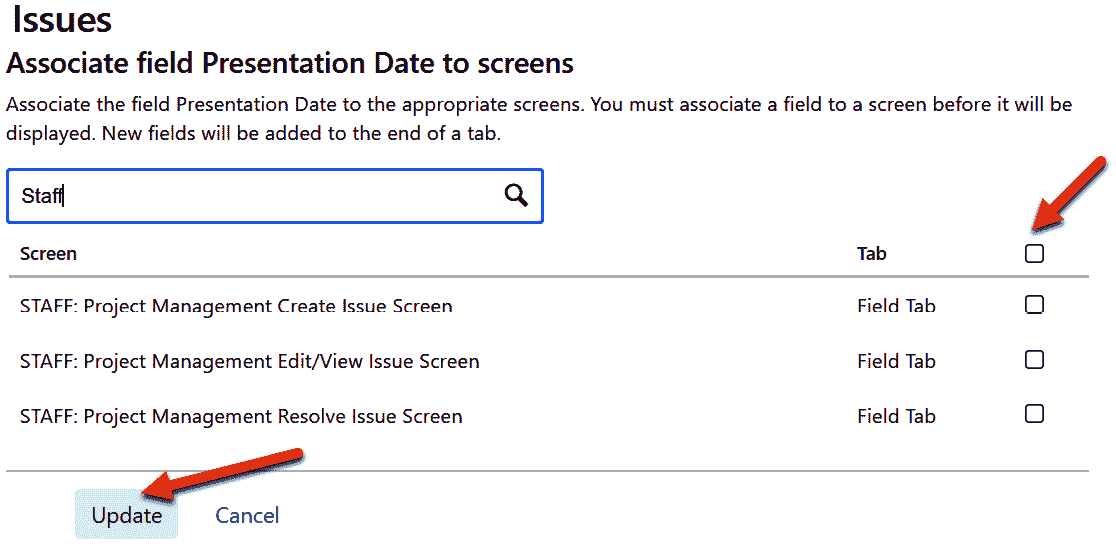 Issues
Associate field Presentation Date to screens
Associate the field Presentation Date to the appropriate screens. You must associate a field to a screen before it will be
displayed. New fields will be added to the end of a tab.
Staff
Screen Tab
STAFF: Project Management Create Issue Screen Field Tab
STAFF: Project Management Edit/View Issue Screen Field Tab
STAFF: Project Management Resolve Issue Screen Field Tab
Update Cancel